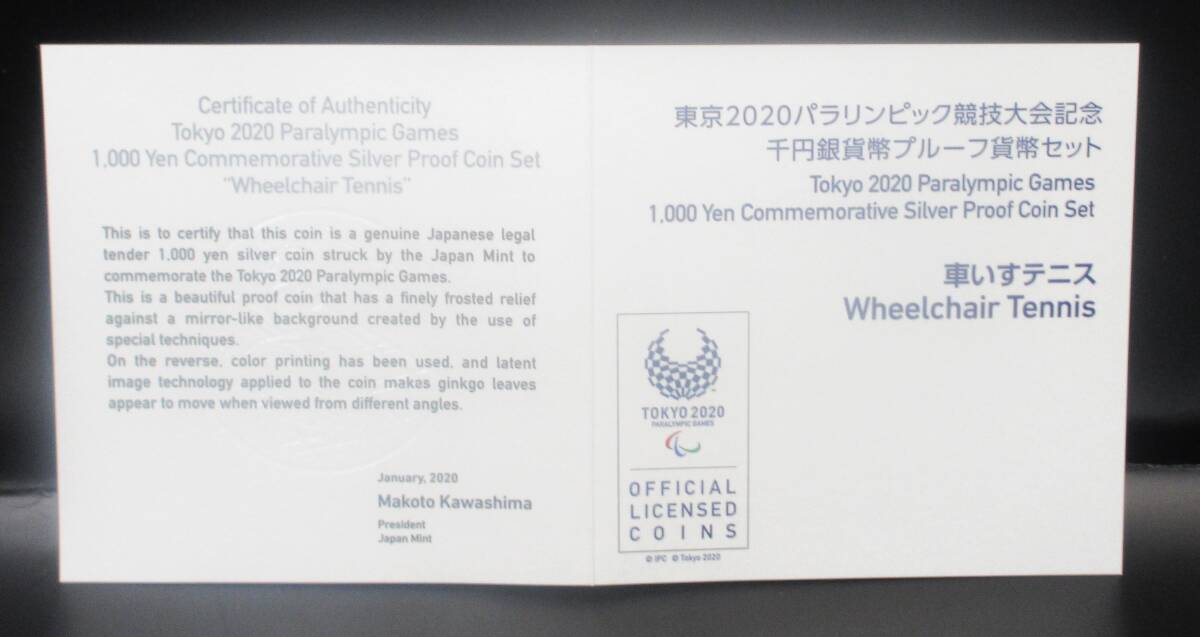 Certificate of Authenticity
Tokyo 2020 Paralympic Games
1,000 Yen Commemorative Silver Proof Coin Set
"Wheelchair Tennis"
This is to certify that this coin is a genuine Japanese legal
tender 1,000 yen silver coin struck by the Japan Mint to
commemorate the Tokyo 2020 Paralympic Games.
This is a beautiful proof coin that has a finely frosted relief
against a mirror-like background created by the use of
special techniques.
On the reverse, color printing has been used, and latent
image technology applied to the coin makes ginkgo leaves
appear to move when viewed from different angles.
January, 2020
Makoto Kawashima
President
Japan Mint
東京2020パラリンピック競技大会記念
千円銀貨幣プルーフ貨幣セット
Tokyo 2020 Paralympic Games
1,000 Yen Commemorative Silver Proof Coin Set
車いすテニス
Wheelchair Tennis
TOKYO 2020
PARALYMPIC GAMES
OFFICIAL
LICENSED
COINS
© IPC © Tokyo 2020